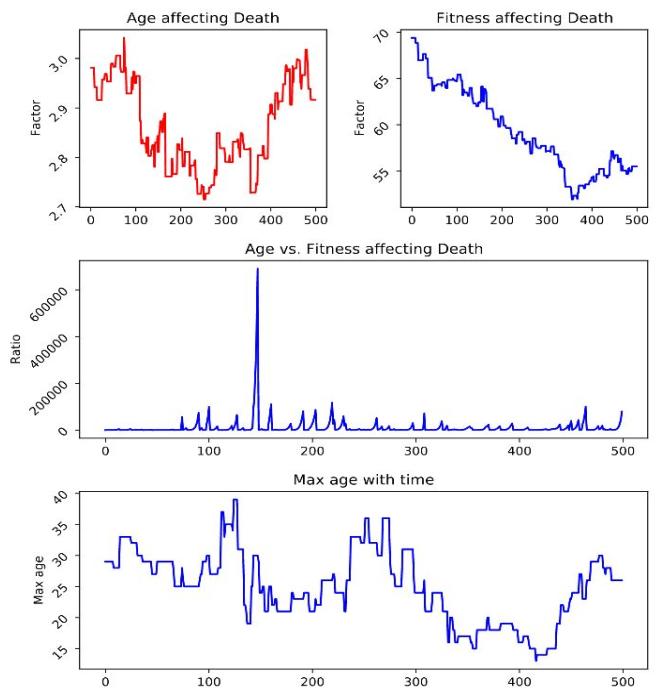 Age affecting Death
Factor
3.0
2.9
2.8
2.7
0 100 200 300 400 500
Fitness affecting Death
Factor
70
65
60
55
0 100 200 300 400 500
Age vs. Fitness affecting Death
Ratio
600000
400000
200000
0
0 100 200 300 400 500
Max age with time
Max age
40
35
30
25
20
15
0 100 200 300 400 500